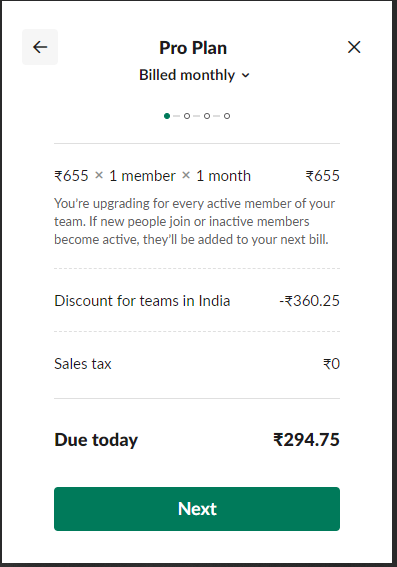 Pro Plan
Billed monthly
₹655 × 1 member × 1 month ₹655
You're upgrading for every active member of your
team. If new people join or inactive members
become active, they'll be added to your next bill.
Discount for teams in India -₹360.25
Sales tax ₹0
Due today ₹294.75
Next